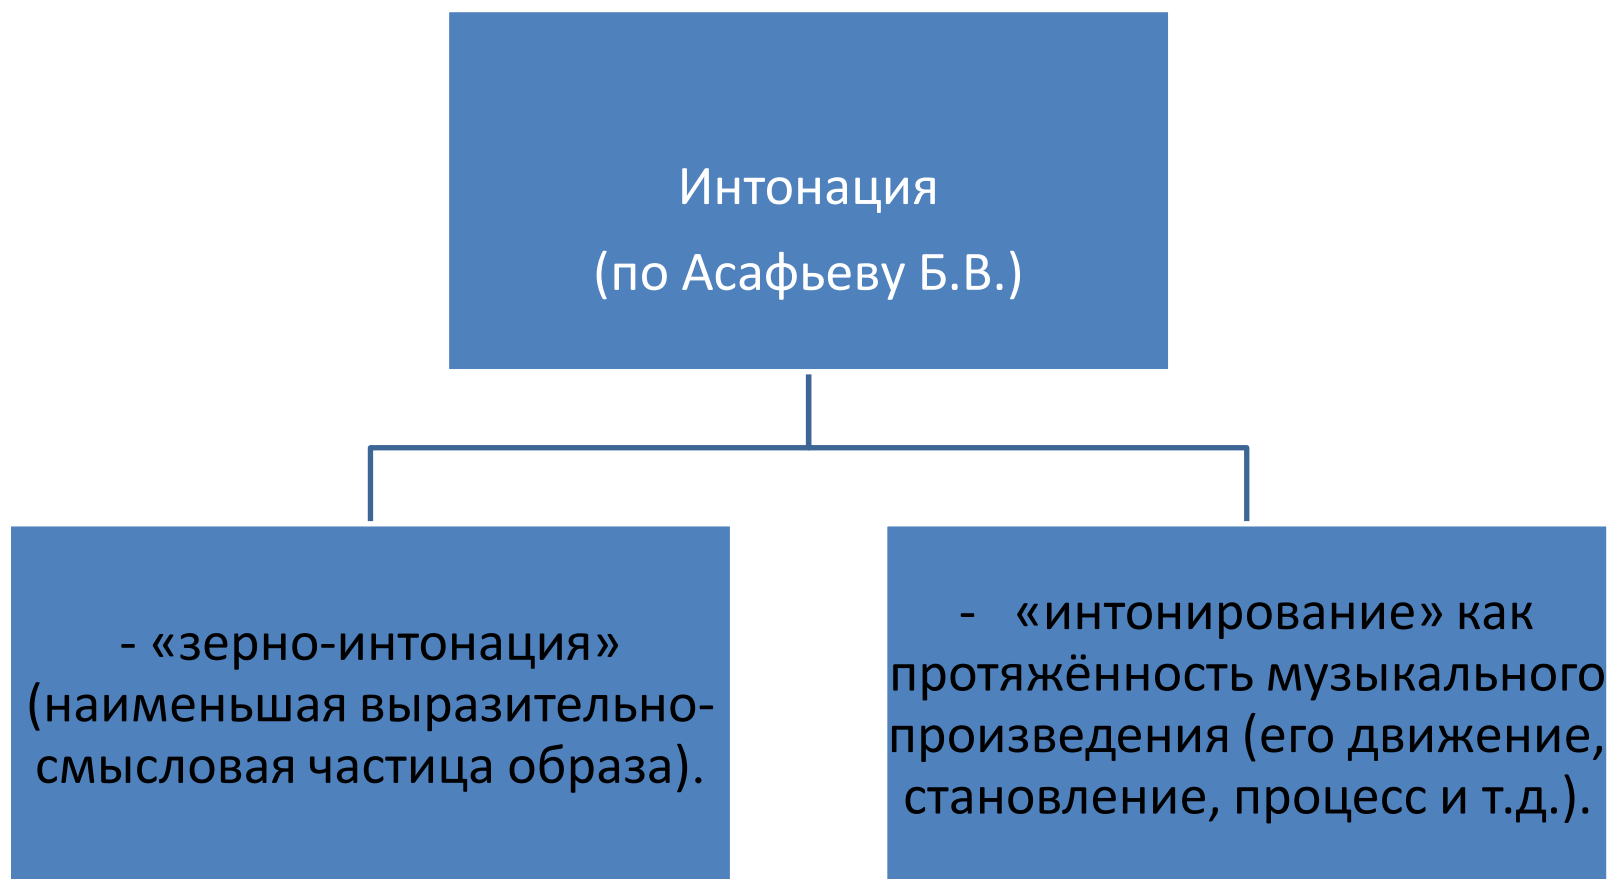 Интонация
(по Асафьеву Б.В.)
- «зерно-интонация»
(наименьшая выразительно-
смысловая частица образа).
- «интонирование» как
протяжённость музыкального
произведения (его движение,
становление, процесс и т.д.).